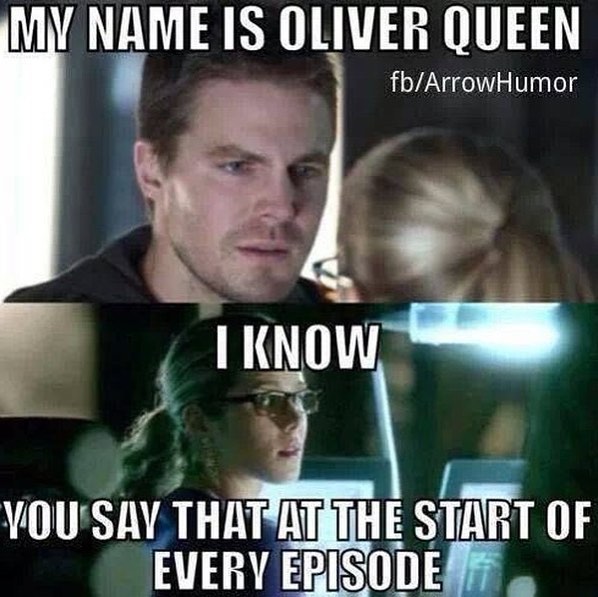 MY NAME IS OLIVER QUEEN
fb/ArrowHumor
I KNOW
YOU SAY THAT AT THE START OF
EVERY EPISODE